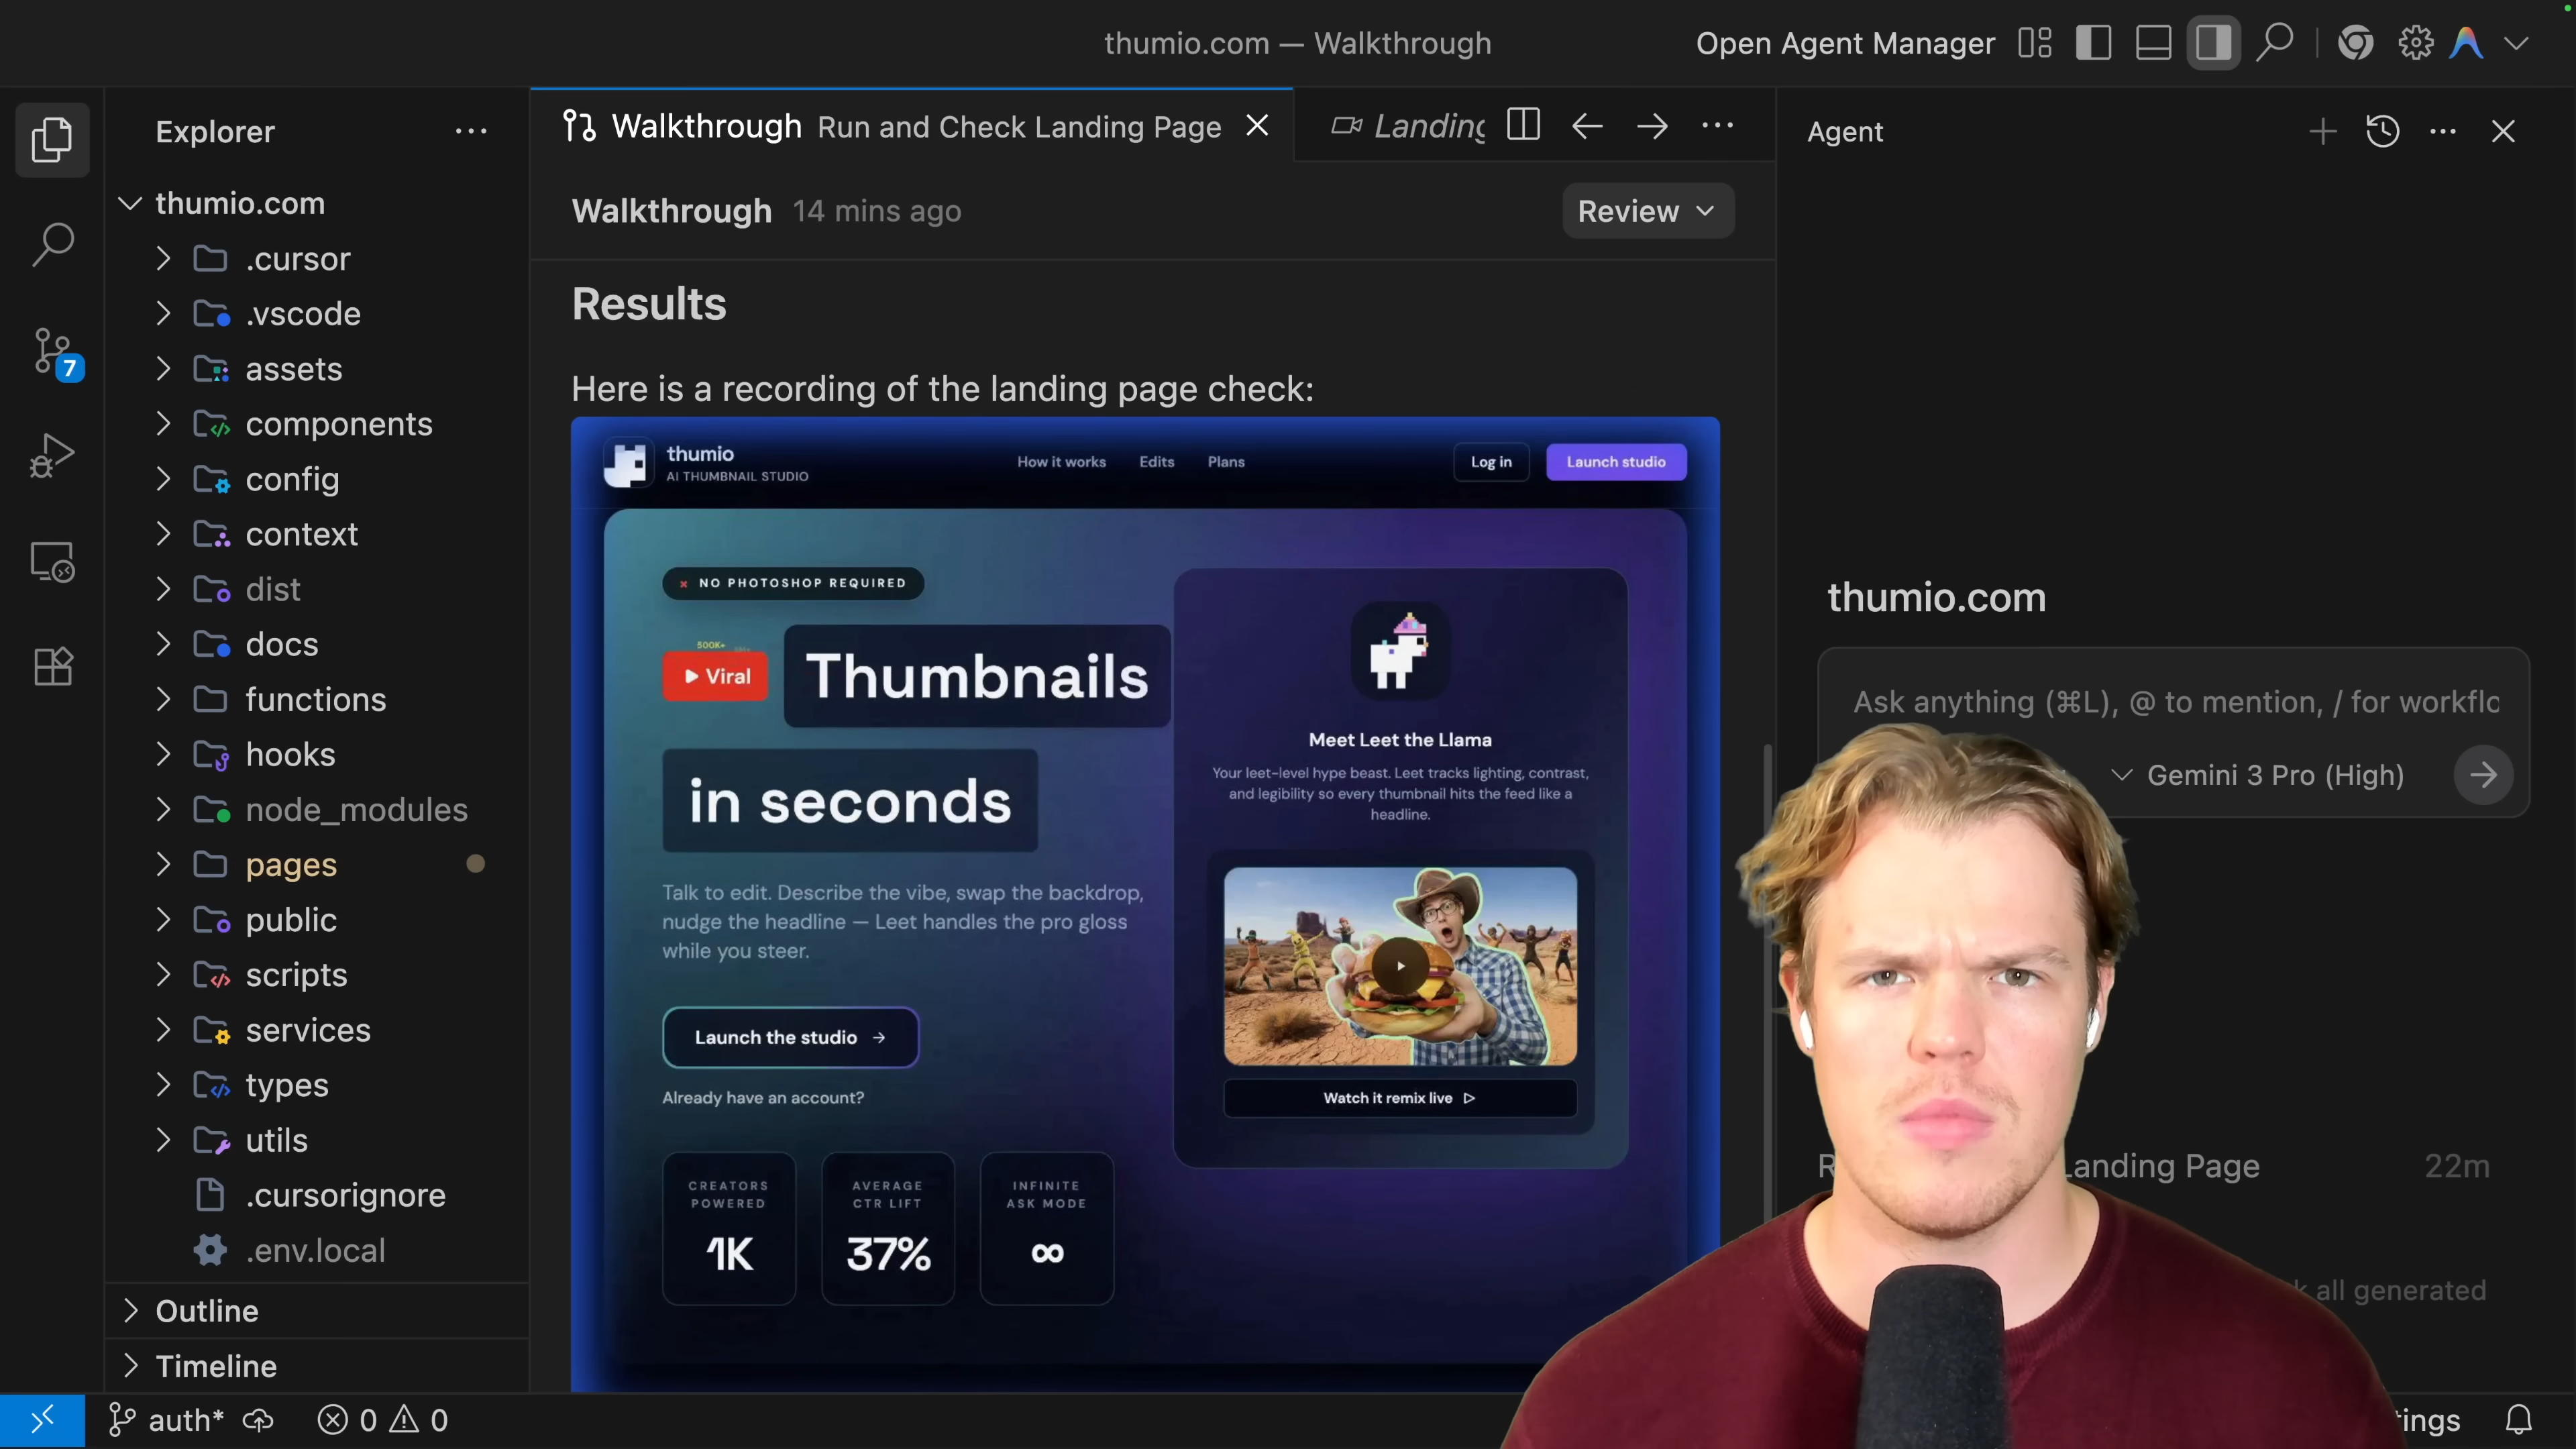 thumio.com — Walkthrough
Open Agent Manager
Explorer
thumio.com
.cursor
.vscode
assets
components
config
context
dist
docs
functions
hooks
node_modules
pages
public
scripts
services
types
utils
.cursorignore
.env.local
Outline
Timeline
7
Walkthrough Run and Check Landing Page
Landing
Walkthrough 14 mins ago
Review
Results
Here is a recording of the landing page check:
thumio
AI THUMBNAIL STUDIO
How it works
Edits
Plans
Log in
Launch studio
NO PHOTOSHOP REQUIRED
500K+
Viral
Thumbnails
in seconds
Talk to edit. Describe the vibe, swap the backdrop,
nudge the headline — Leet handles the pro gloss
while you steer.
Launch the studio →
Already have an account?
CREATORS
POWERED
1K
AVERAGE
CTR LIFT
37%
INFINITE
ASK MODE
∞
Meet Leet the Llama
Your leet-level hype beast. Leet tracks lighting, contrast,
and legibility so every thumbnail hits the feed like a
headline.
Watch it remix live
Agent
thumio.com
Ask anything (⌘L), @ to mention, / for workflo
Gemini 3 Pro (High)
R
Landing Page
22m
all generated
tings
auth*
0
0